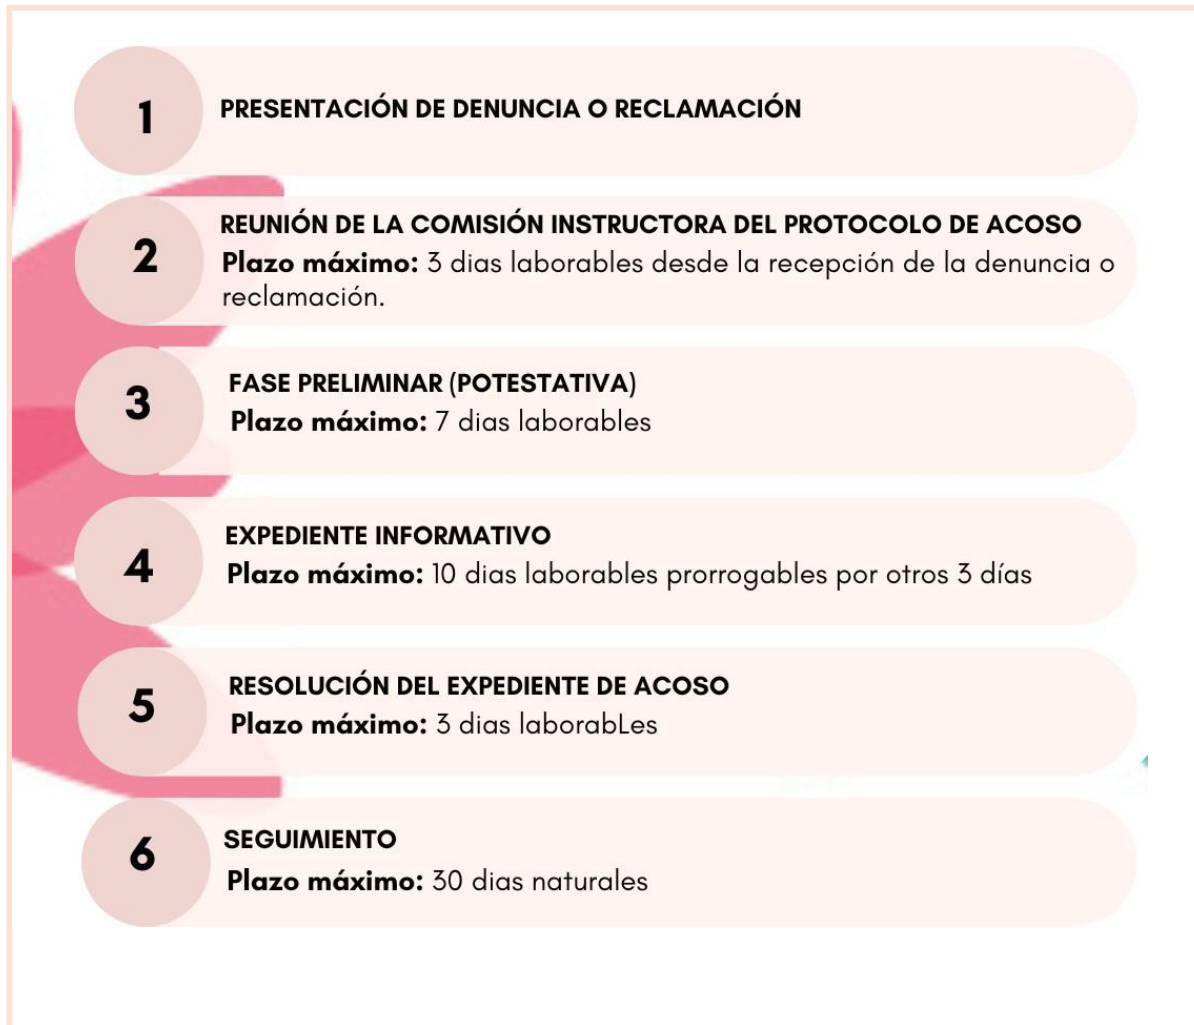 1
PRESENTACIÓN DE DENUNCIA O RECLAMACIÓN
2
REUNIÓN DE LA COMISIÓN INSTRUCTORA DEL PROTOCOLO DE ACOSO
Plazo máximo: 3 dias laborables desde la recepción de la denuncia o
reclamación.
3
FASE PRELIMINAR (POTESTATIVA)
Plazo máximo: 7 dias laborables
4
EXPEDIENTE INFORMATIVO
Plazo máximo: 10 dias laborables prorrogables por otros 3 días
5
RESOLUCIÓN DEL EXPEDIENTE DE ACOSO
Plazo máximo: 3 dias laborabLes
6
SEGUIMIENTO
Plazo máximo: 30 dias naturales